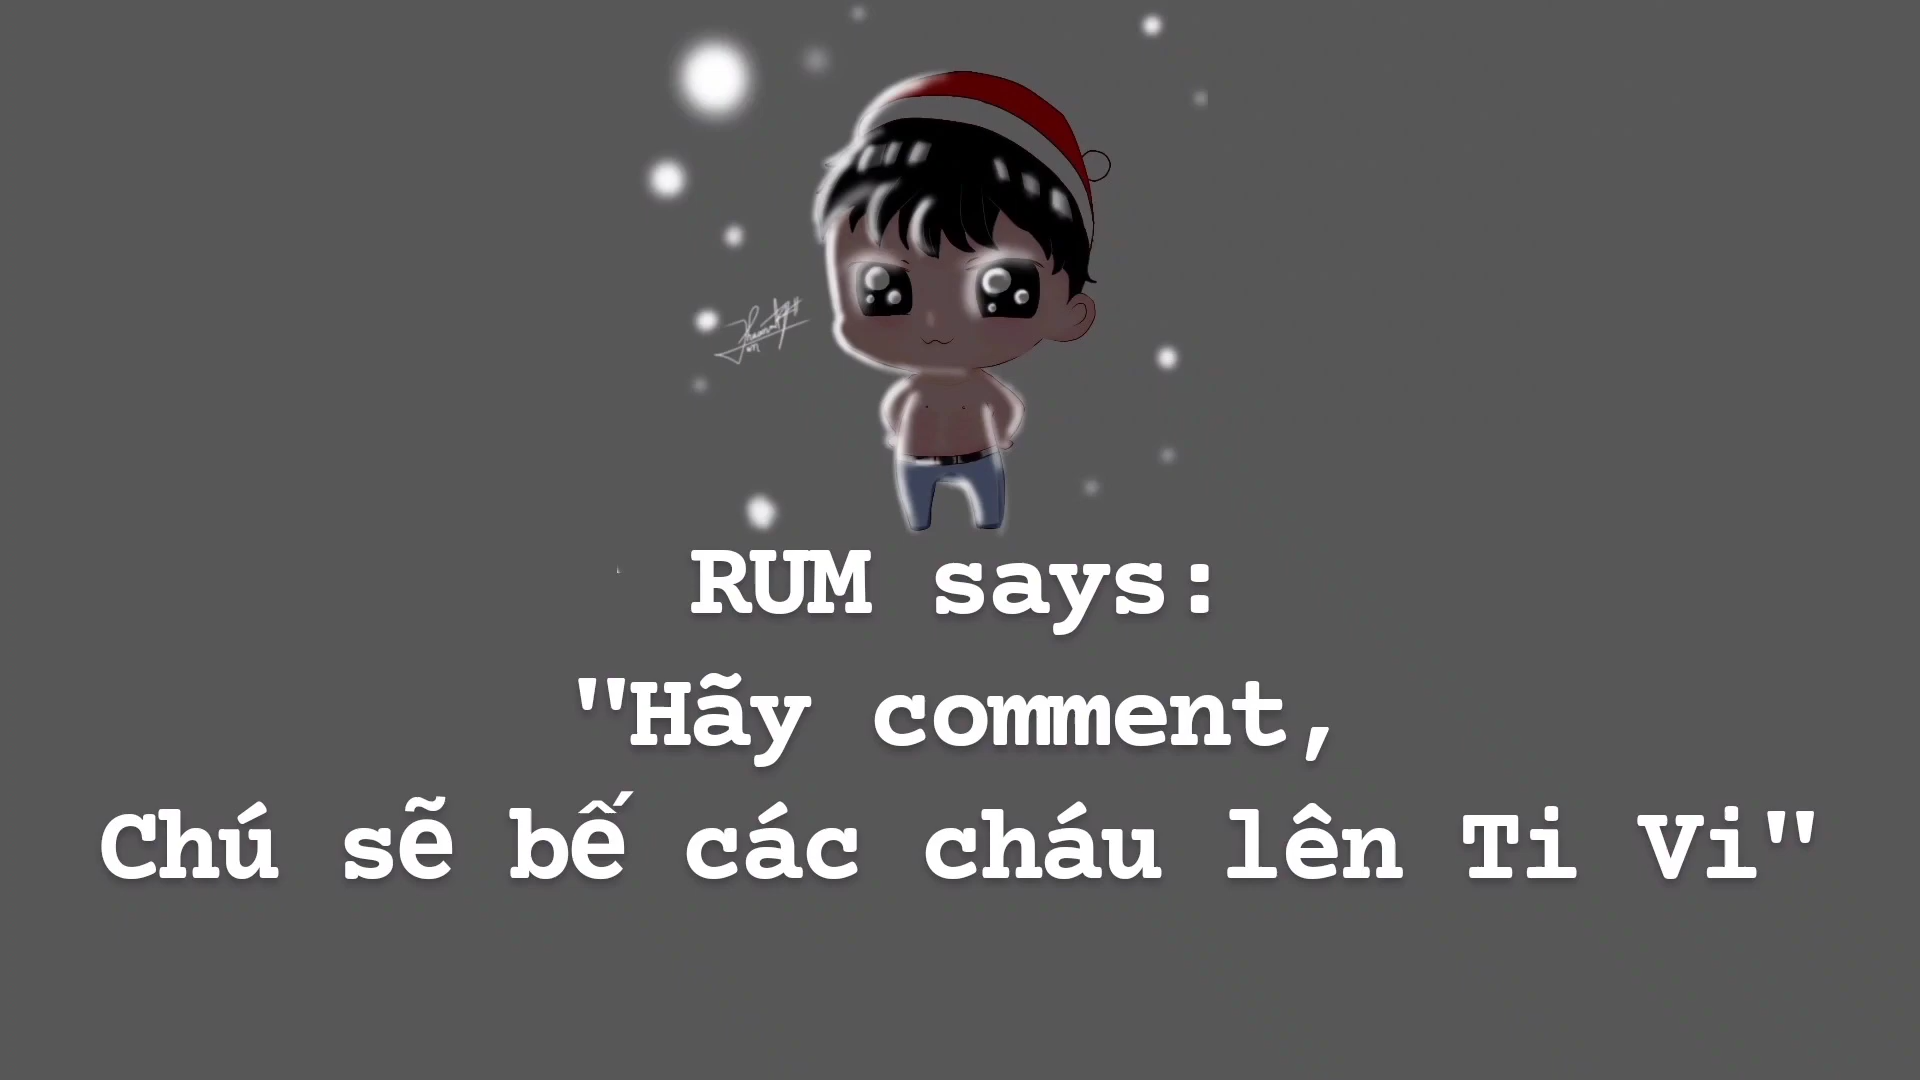 RUM says:
"Hãy comment,
Chú sẽ bế các cháu lên Ti Vi"